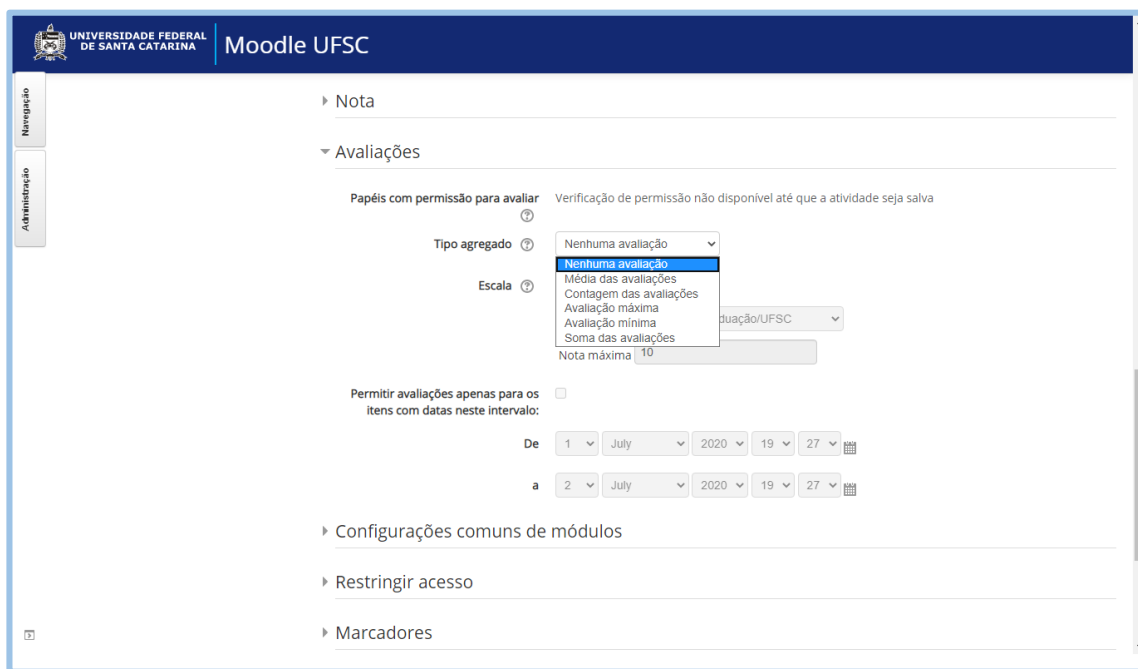 UNIVERSIDADE FEDERAL
DE SANTA CATARINA
Moodle UFSC
Navegação
Administração
Nota
Avaliações
Papéis com permissão para avaliar
Verificação de permissão não disponível até que a atividade seja salva
Tipo agregado
Nenhuma avaliação
Nenhuma avaliação
Média das avaliações
Contagem das avaliações
Avaliação máxima
Avaliação mínima
Soma das avaliações
Escala
duação/UFSC
Nota máxima 10
Permitir avaliações apenas para os
itens com datas neste intervalo:
De 1 July 2020 19 27
a 2 July 2020 19 27
Configurações comuns de módulos
Restringir acesso
Marcadores